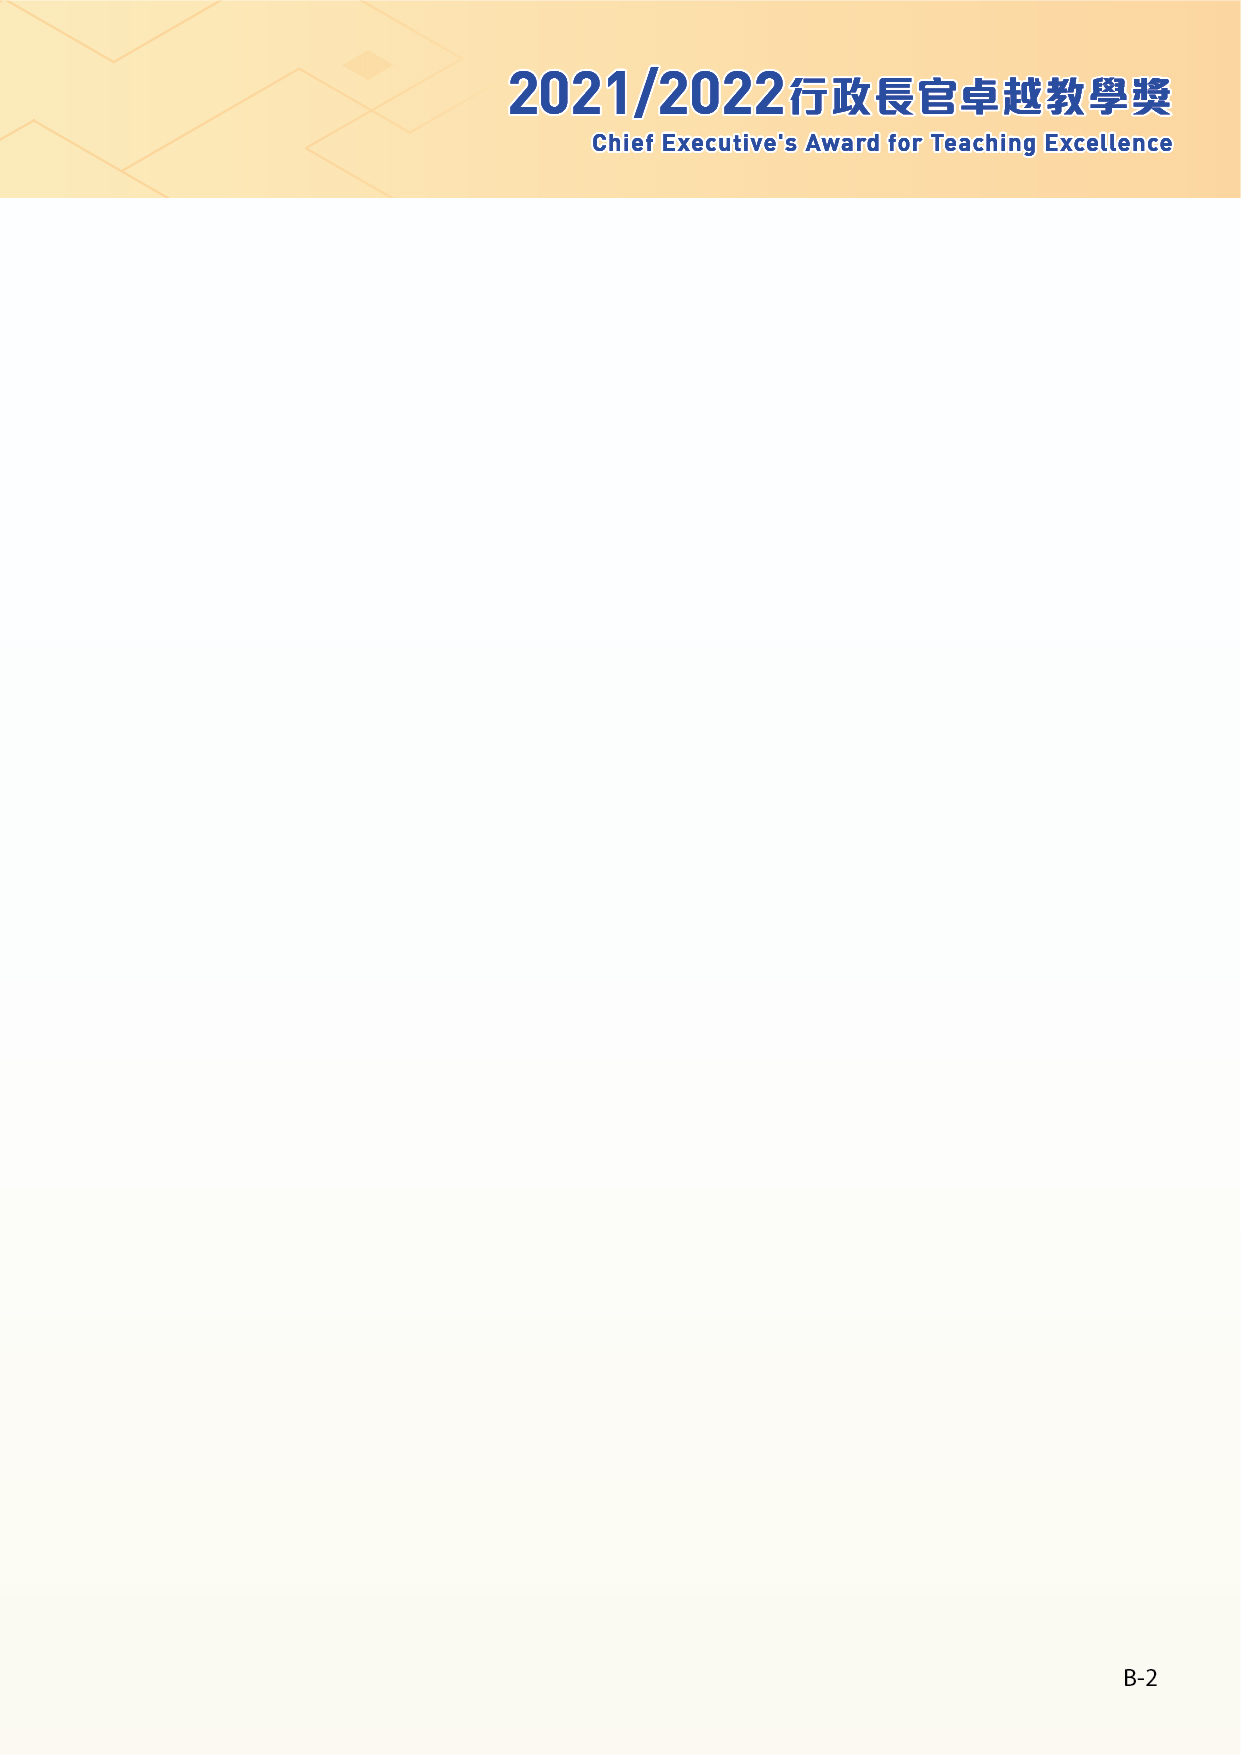 2021/2022行政長官卓越教學獎
Chief Executive's Award for Teaching Excellence
B-2